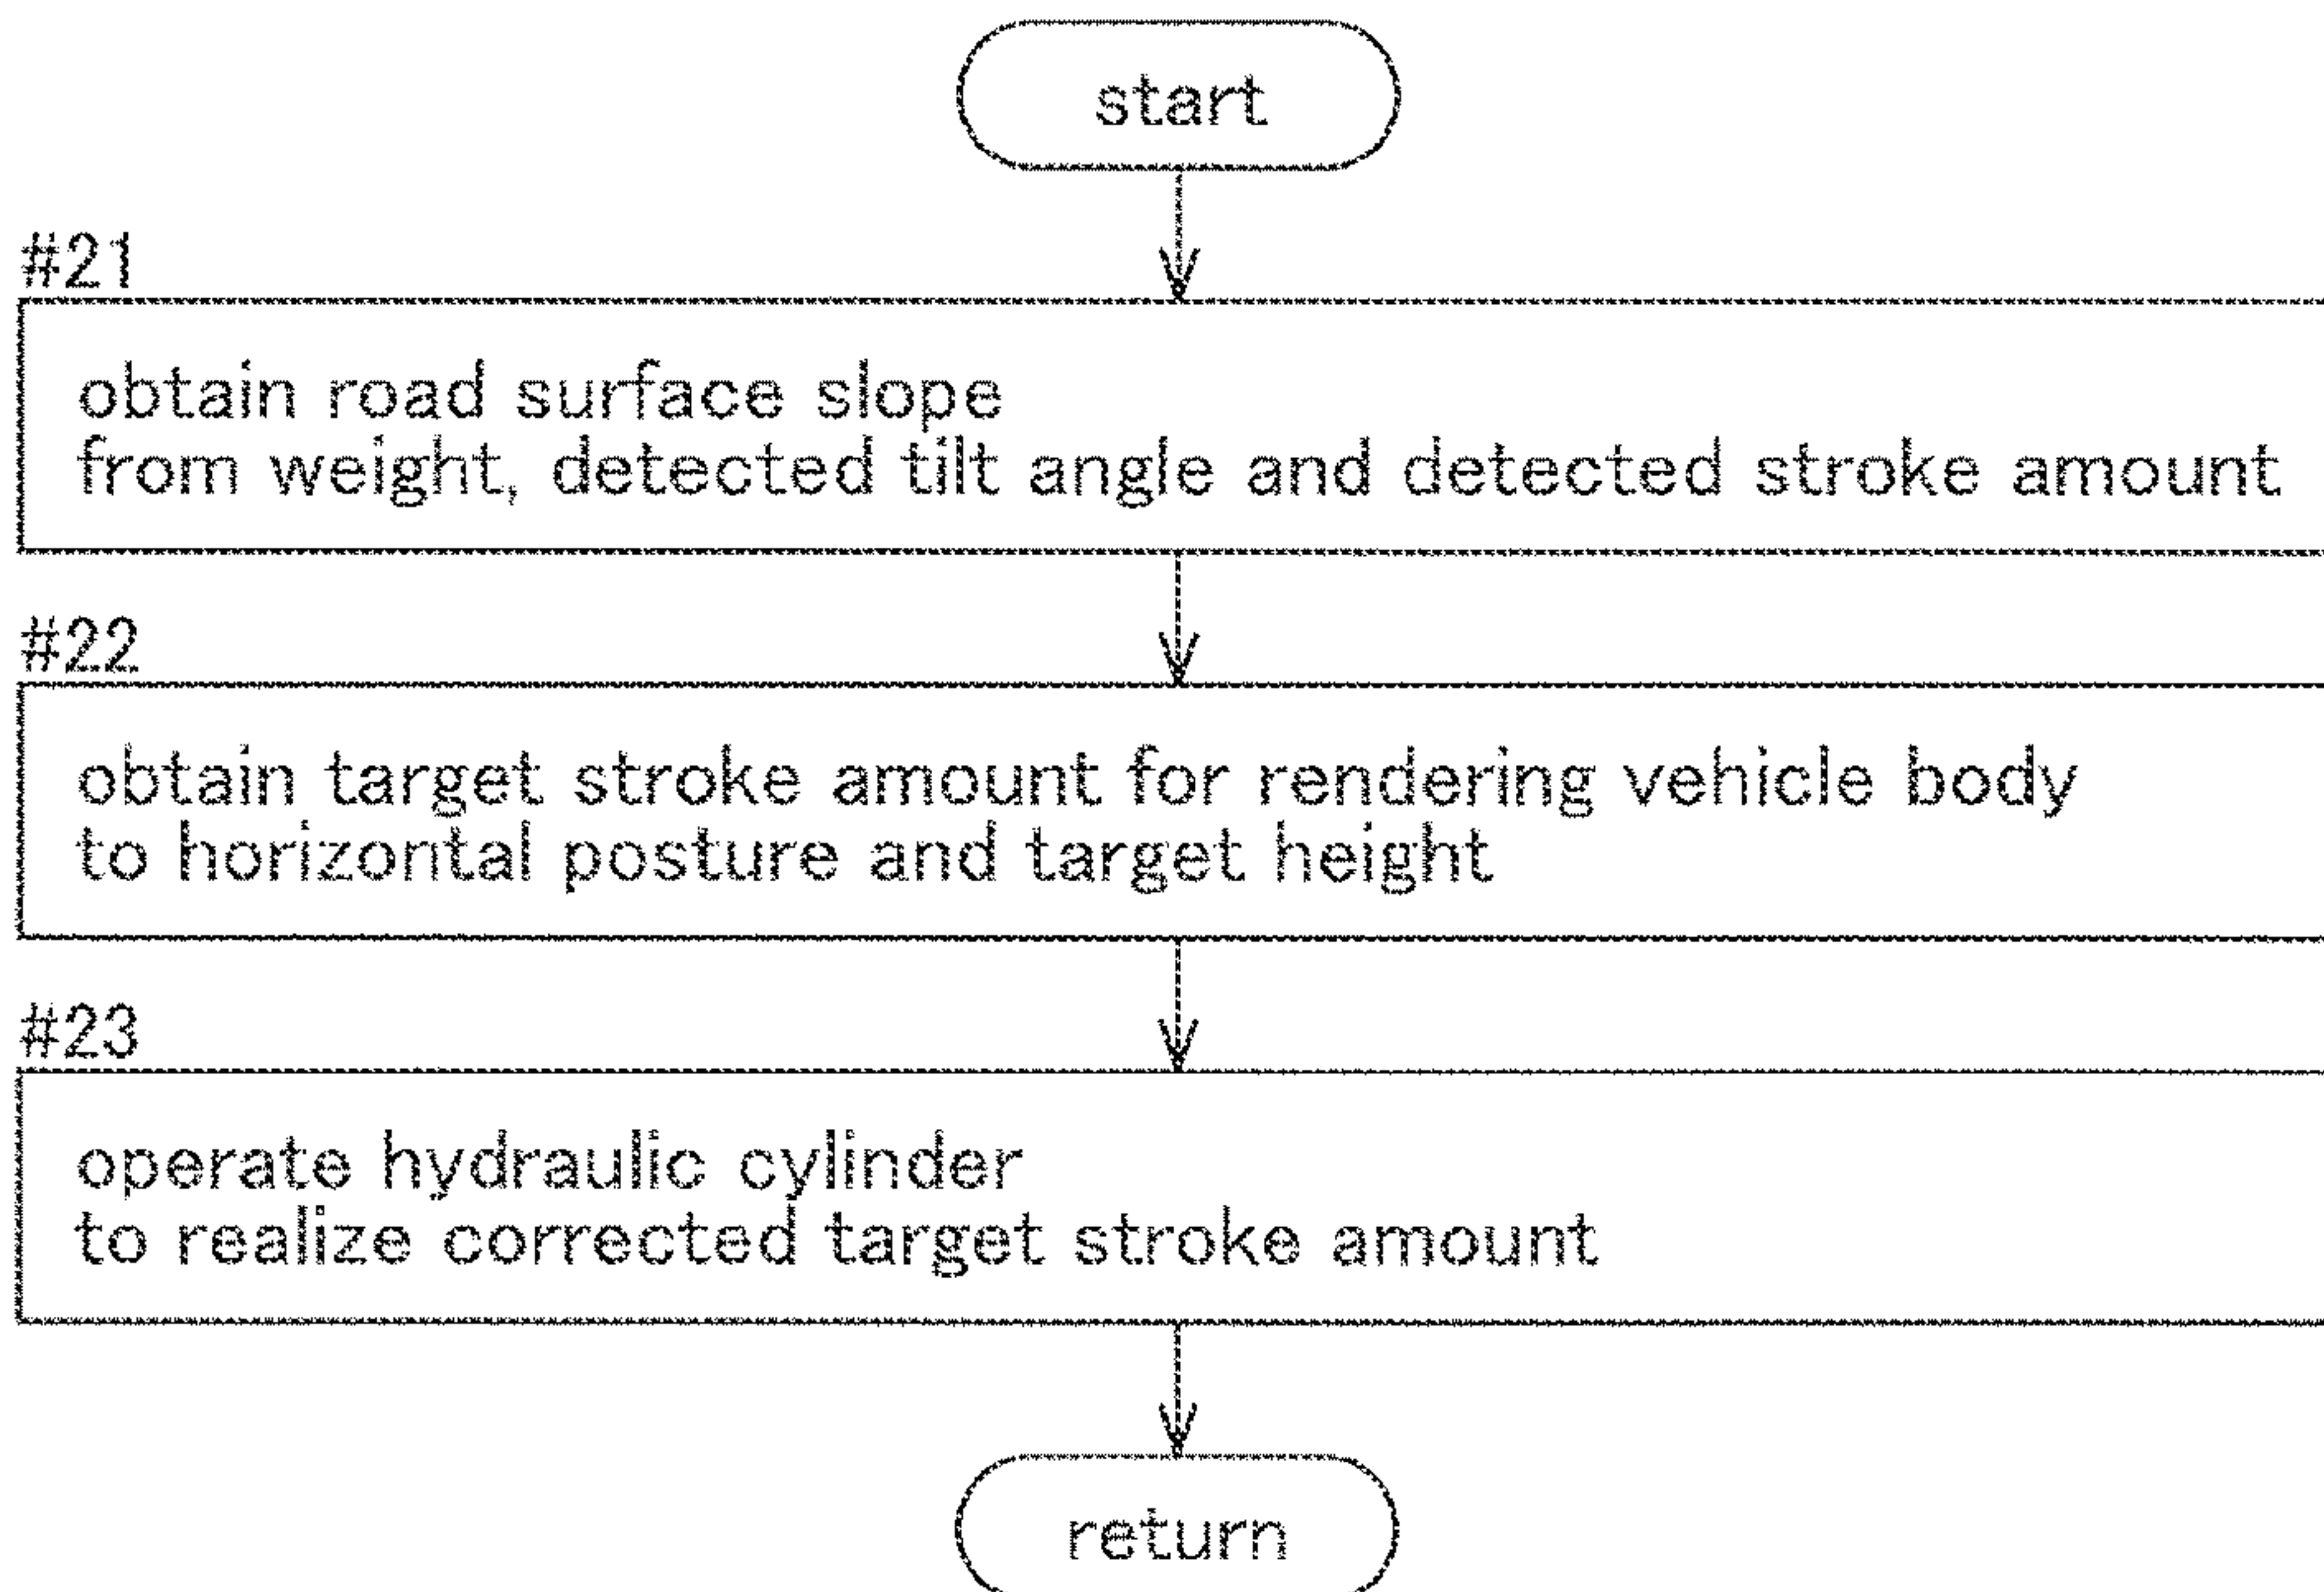 start
#21
obtain road surface slope
from weight, detected tilt angle and detected stroke amount
#22
obtain target stroke amount for rendering vehicle body
to horizontal posture and target height
#23
operate hydraulic cylinder
to realize corrected target stroke amount
return